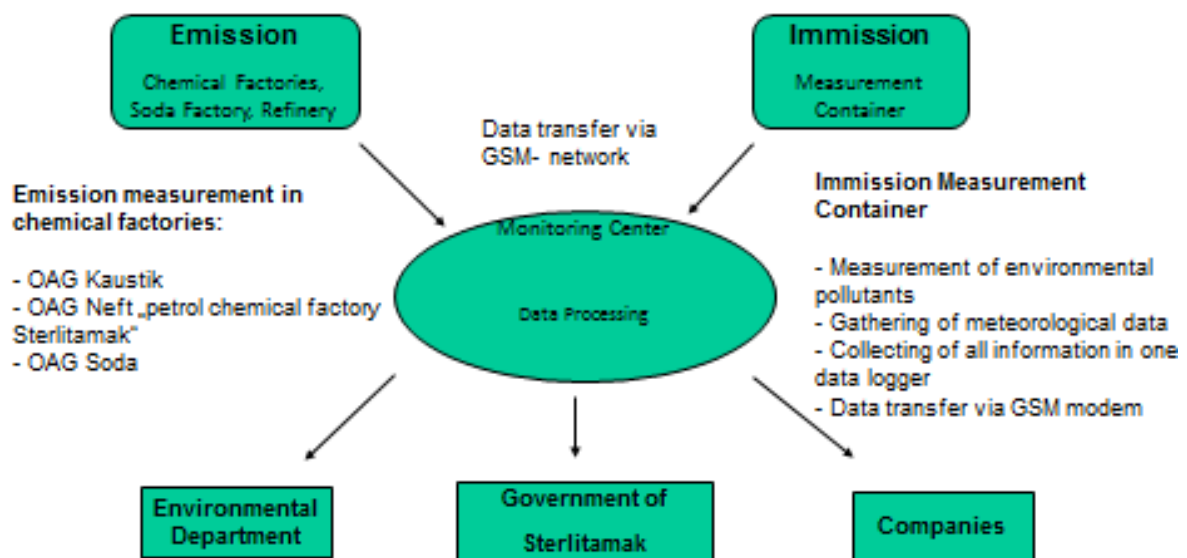 Emission
Chemical Factories,
Soda Factory, Refinery
Immission
Measurement
Container
Data transfer via
GSM- network
Emission measurement in
chemical factories:
- OAG Kaustik
- OAG Neft „petrol chemical factory
Sterlitamak“
- OAG Soda
Monitoring Center
Data Processing
Immission Measurement
Container
- Measurement of environmental
pollutants
- Gathering of meteorological data
- Collecting of all information in one
data logger
- Data transfer via GSM modem
Environmental
Department
Government of
Sterlitamak
Companies